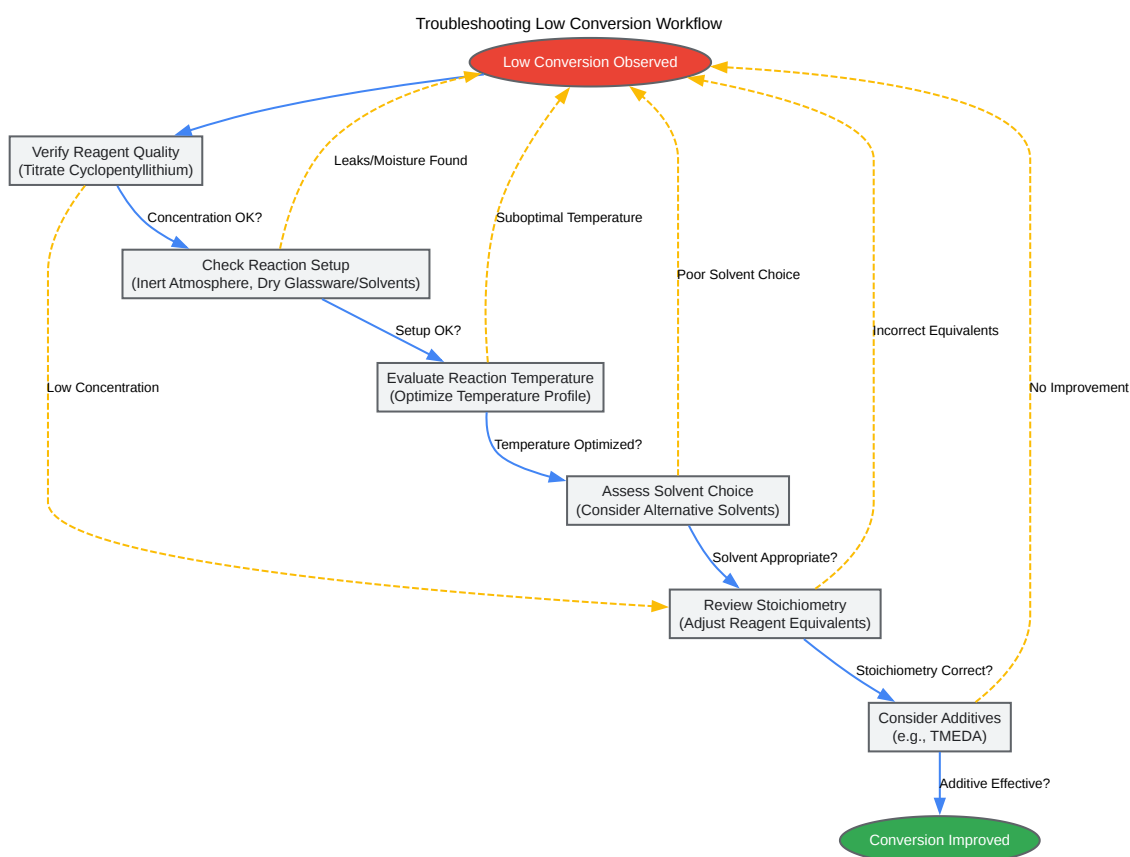 Troubleshooting Low Conversion Workflow
Low Conversion Observed
Verify Reagent Quality
(Titrate Cyclopentyllithium)
Leaks/Moisture Found
Concentration OK?
Suboptimal Temperature
Check Reaction Setup
(Inert Atmosphere, Dry Glassware/Solvents)
Poor Solvent Choice
Setup OK?
Incorrect Equivalents
Evaluate Reaction Temperature
(Optimize Temperature Profile)
Low Concentration
No Improvement
Temperature Optimized?
Assess Solvent Choice
(Consider Alternative Solvents)
Solvent Appropriate?
Review Stoichiometry
(Adjust Reagent Equivalents)
Stoichiometry Correct?
Consider Additives
(e.g., TMEDA)
Additive Effective?
Conversion Improved